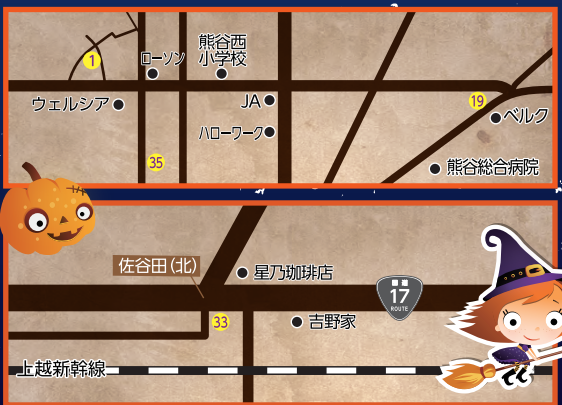 1
ローソン
熊谷西
小学校
ウェルシア
JA
ハローワーク
19
ベルク
35
熊谷総合病院
佐谷田(北)
星乃珈琲店
国道
17
ROUTE
33
吉野家
上越新幹線